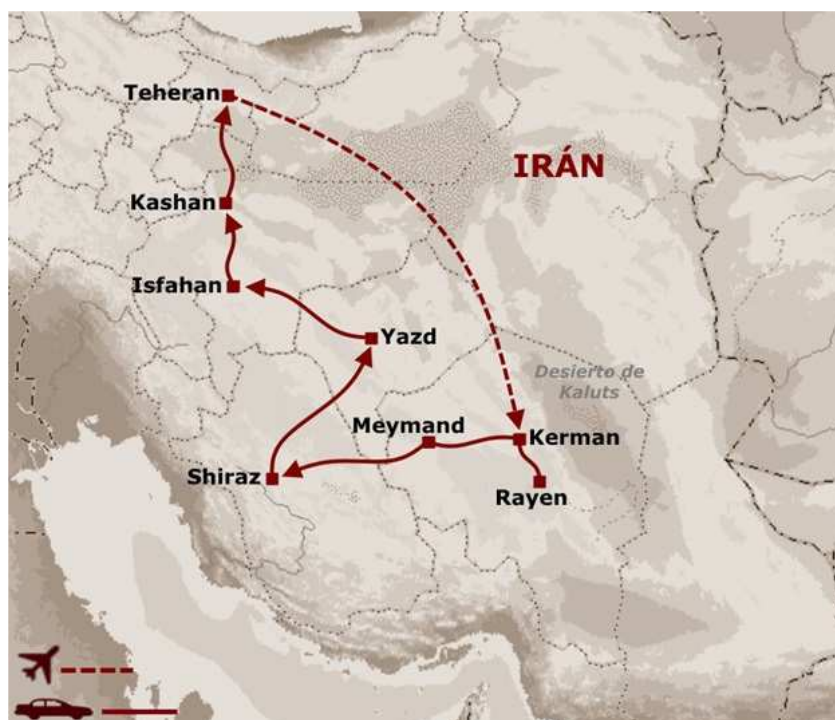 Teheran
IRÁN
Kashan
Isfahan
Yazd
Desierto de
Kaluts
Meymand
Kerman
Shiraz
Rayen